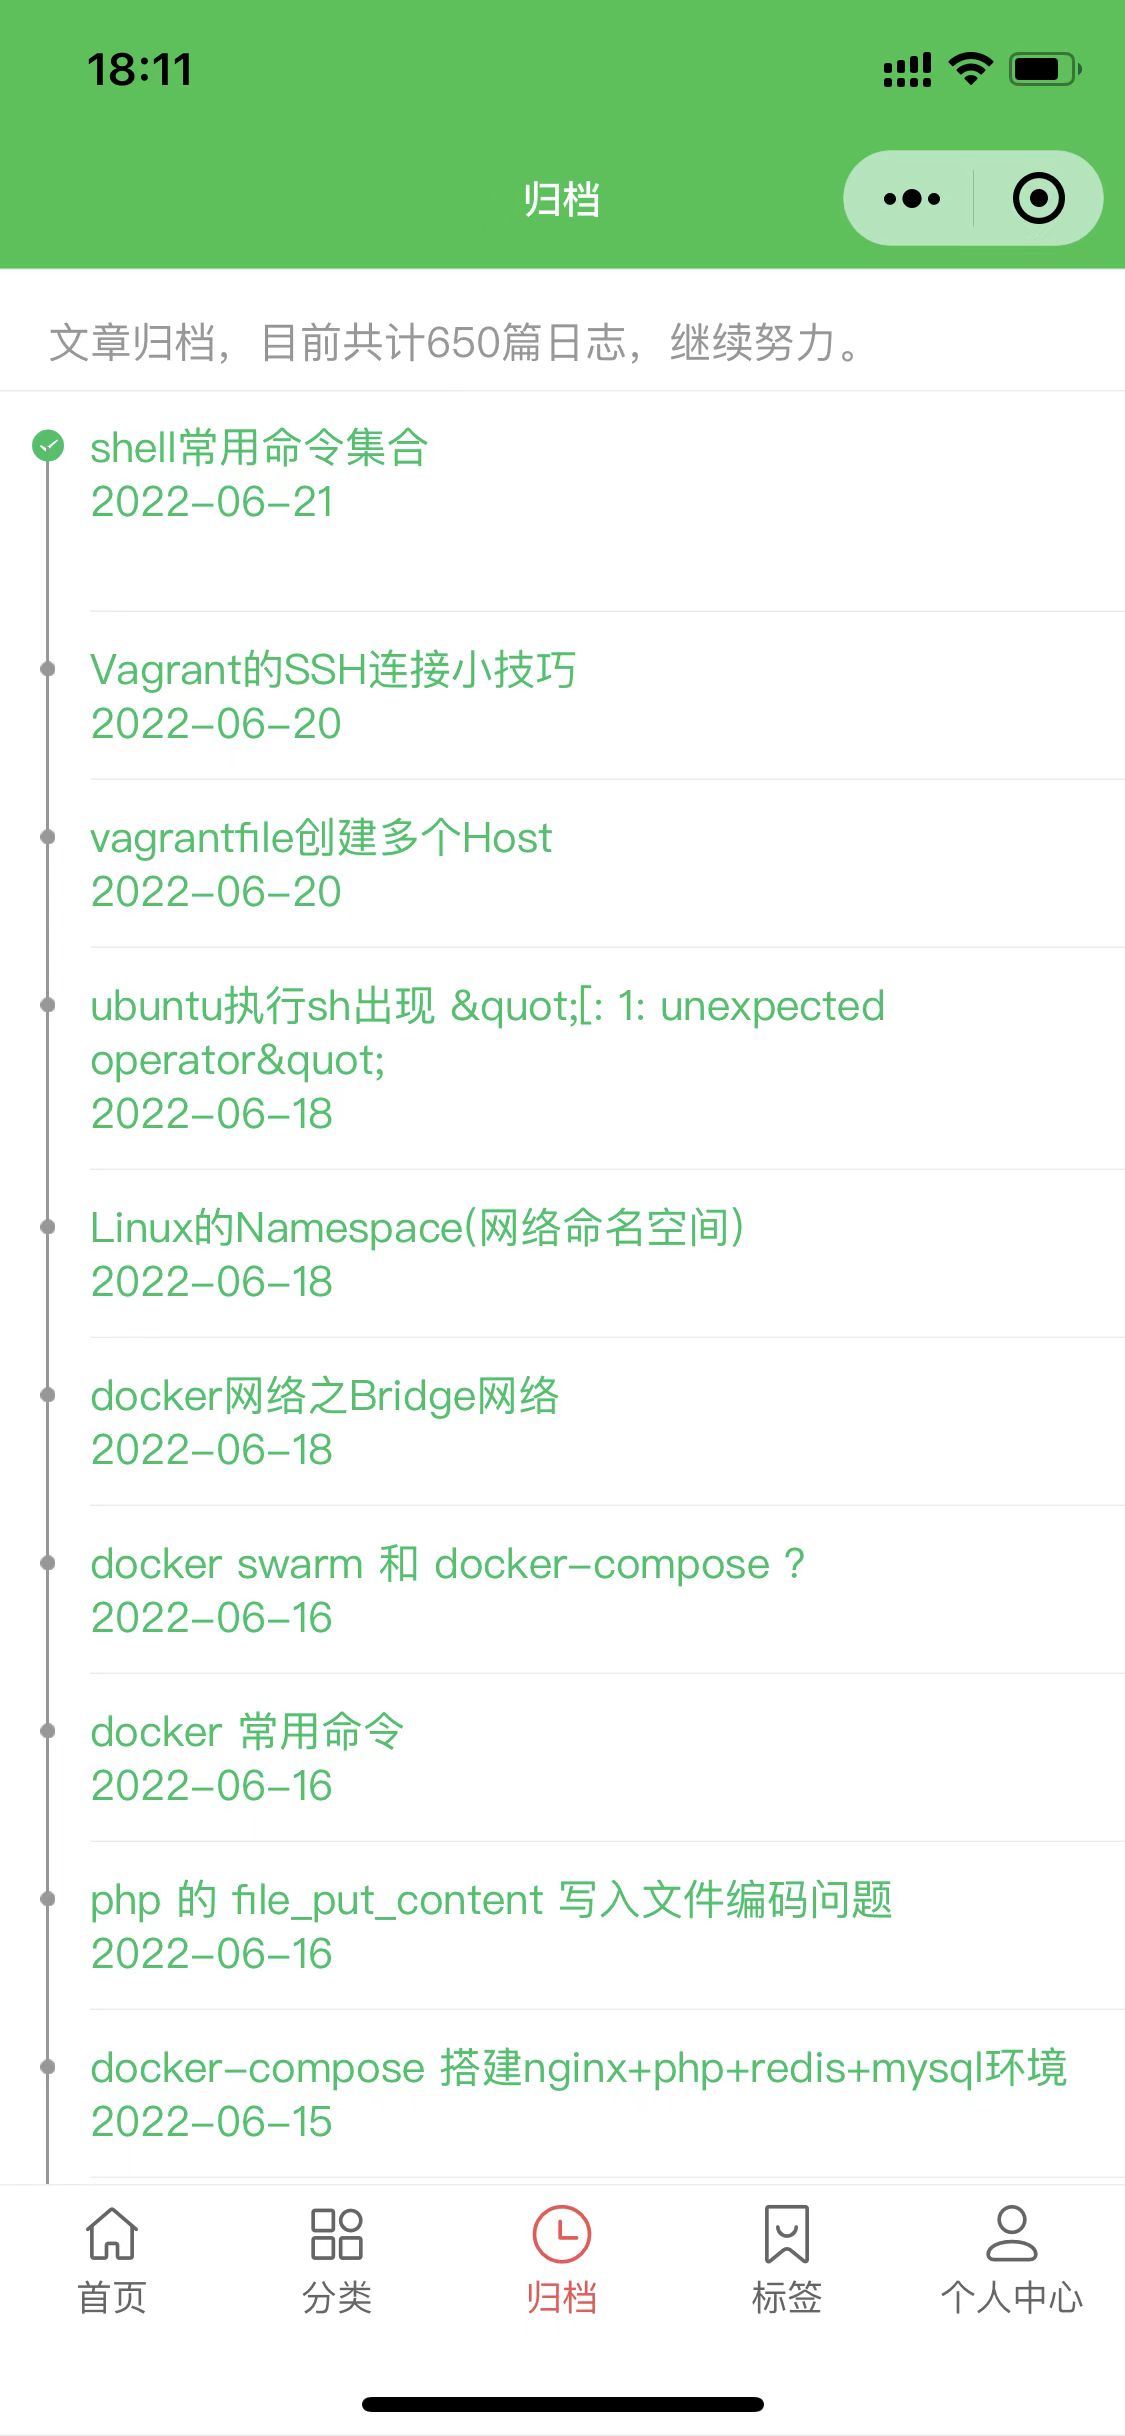 18:11
归档
文章归档，目前共计650篇日志，继续努力。
shell常用命令集合
2022-06-21
Vagrant的SSH连接小技巧
2022-06-20
vagrantfile创建多个Host
2022-06-20
ubuntu执行sh出现 &quot;[: 1: unexpected
operator&quot;
2022-06-18
Linux的Namespace(网络命名空间)
2022-06-18
docker网络之Bridge网络
2022-06-18
docker swarm 和 docker-compose ?
2022-06-16
docker 常用命令
2022-06-16
php 的 file_put_content 写入文件编码问题
2022-06-16
docker-compose 搭建nginx+php+redis+mysql环境
2022-06-15
首页
分类
归档
标签
个人中心